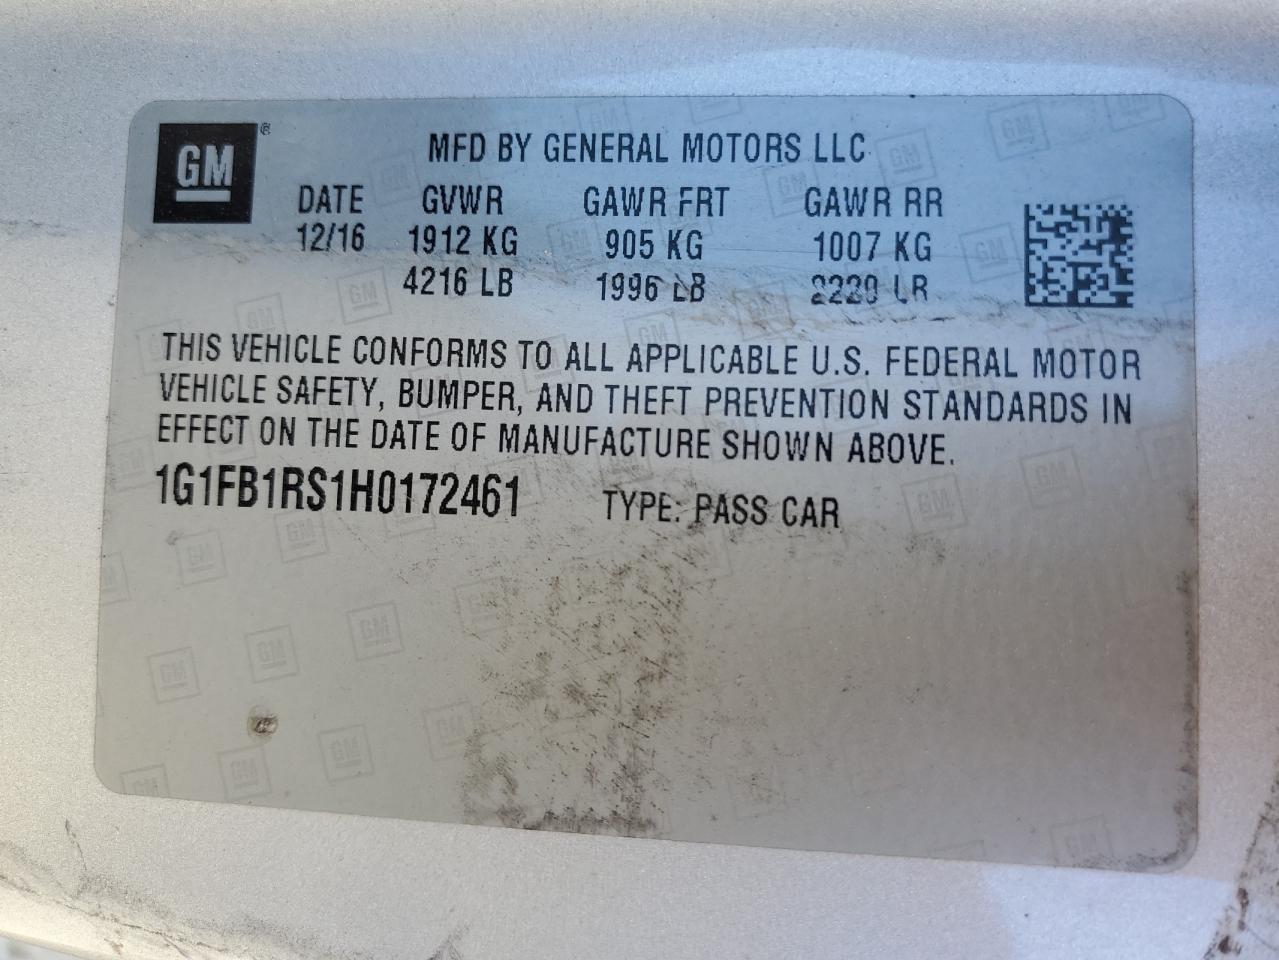 GM ®
MFD BY GENERAL MOTORS LLC
DATE GVWR GAWR FRT GAWR RR
12/16 1912 KG 905 KG 1007 KG
4216 LB 1996 LB 2220 LB
THIS VEHICLE CONFORMS TO ALL APPLICABLE U.S. FEDERAL MOTOR
VEHICLE SAFETY, BUMPER, AND THEFT PREVENTION STANDARDS IN
EFFECT ON THE DATE OF MANUFACTURE SHOWN ABOVE.
1G1FB1RS1H0172461 TYPE: PASS CAR